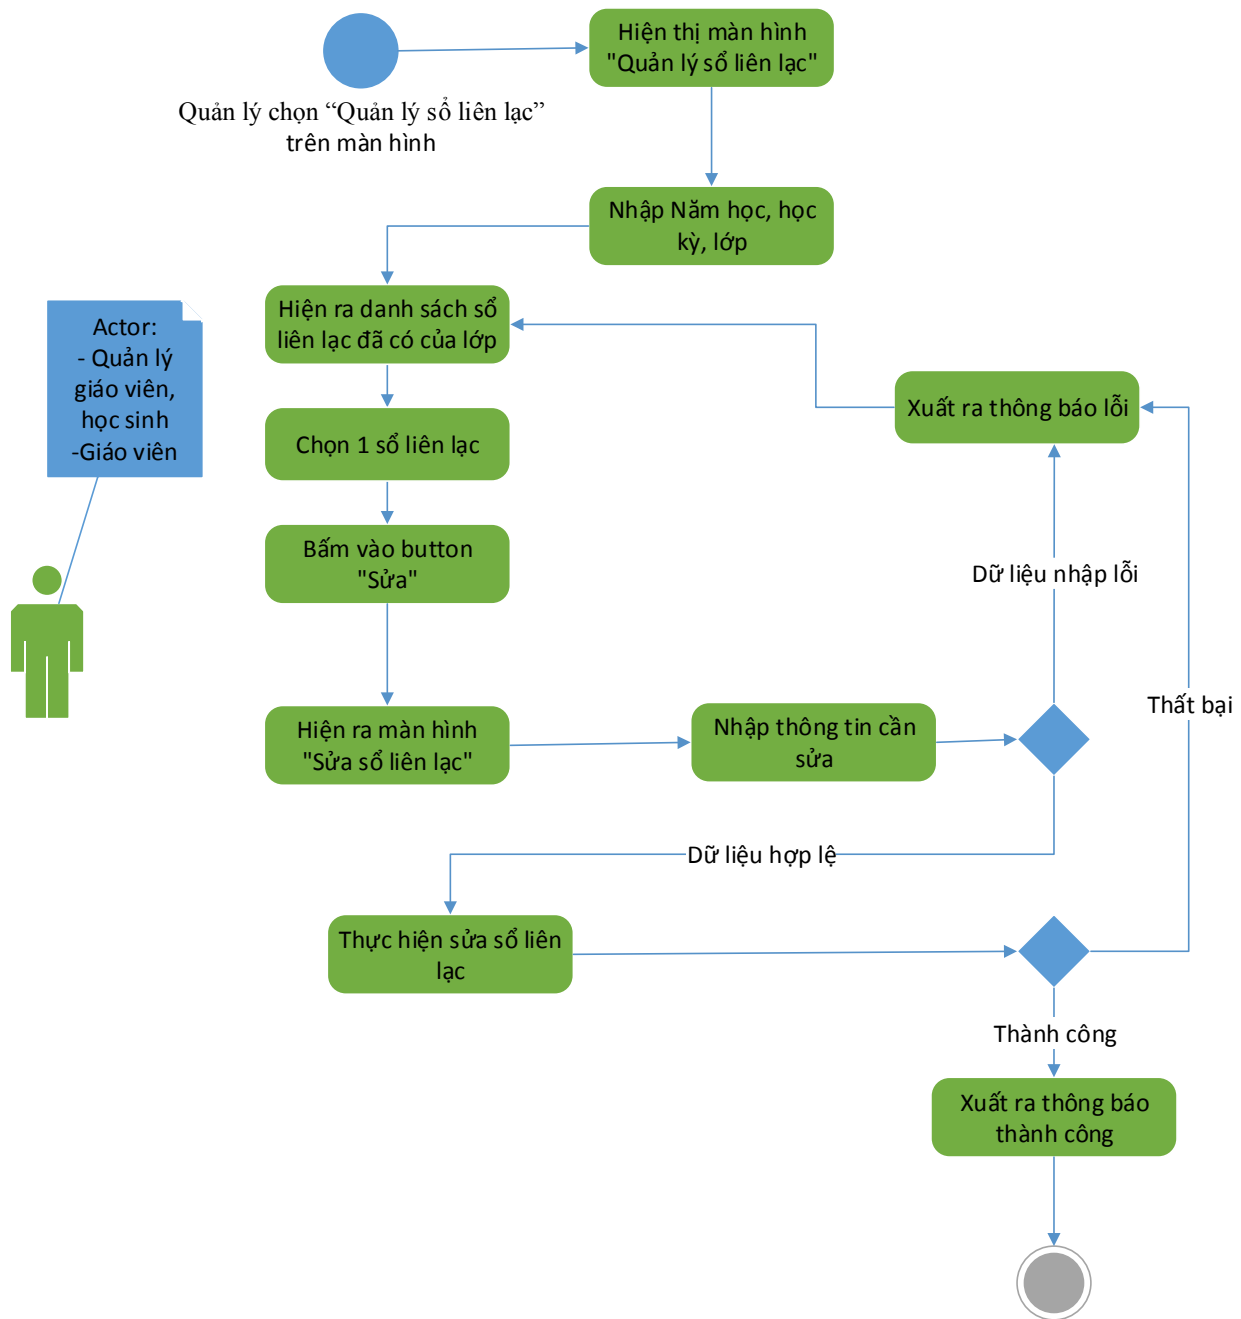 Hiện thị màn hình
"Quản lý sổ liên lạc"
Quản lý chọn “Quản lý sổ liên lạc”
trên màn hình
Nhập Năm học, học
kỳ, lớp
Hiện ra danh sách sổ
liên lạc đã có của lớp
Actor:
- Quản lý
giáo viên,
học sinh
-Giáo viên
Xuất ra thông báo lỗi
Chọn 1 sổ liên lạc
Bấm vào button
"Sửa"
Dữ liệu nhập lỗi
Thất bại
Hiện ra màn hình
"Sửa sổ liên lạc"
Nhập thông tin cần
sửa
Dữ liệu hợp lệ
Thực hiện sửa sổ liên
lạc
Thành công
Xuất ra thông báo
thành công